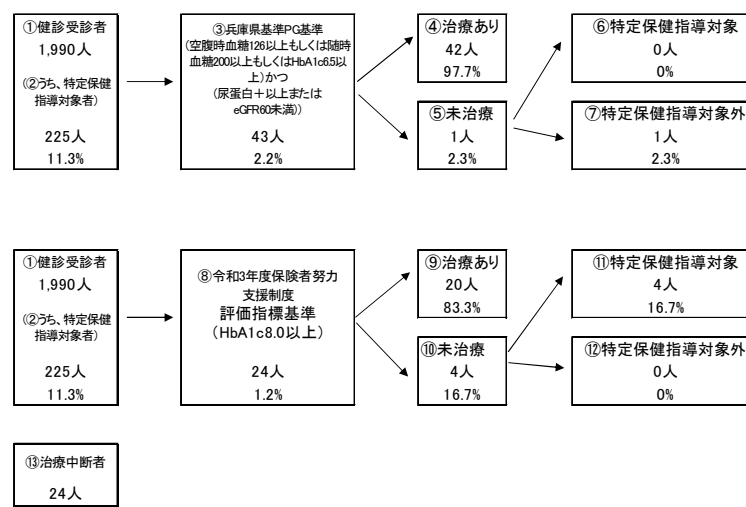 ①健診受診者
1,990人
(②うち、特定保健
指導対象者)
225人
11.3%
③兵庫県基準PG基準
(空腹時血糖126以上もしくは随時
血糖200以上もしくはHbA1c6.5以
上)かつ
(尿蛋白+以上または
eGFR60未満))
43人
2.2%
④治療あり
42人
97.7%
⑤未治療
1人
2.3%
⑥特定保健指導対象
0人
0%
⑦特定保健指導対象外
1人
2.3%
①健診受診者
1,990人
(②うち、特定保健
指導対象者)
225人
11.3%
⑧令和3年度保険者努力
支援制度
評価指標基準
(HbA1c8.0以上)
24人
1.2%
⑨治療あり
20人
83.3%
⑩未治療
4人
16.7%
⑪特定保健指導対象
4人
16.7%
⑫特定保健指導対象外
0人
0%
⑬治療中断者
24人